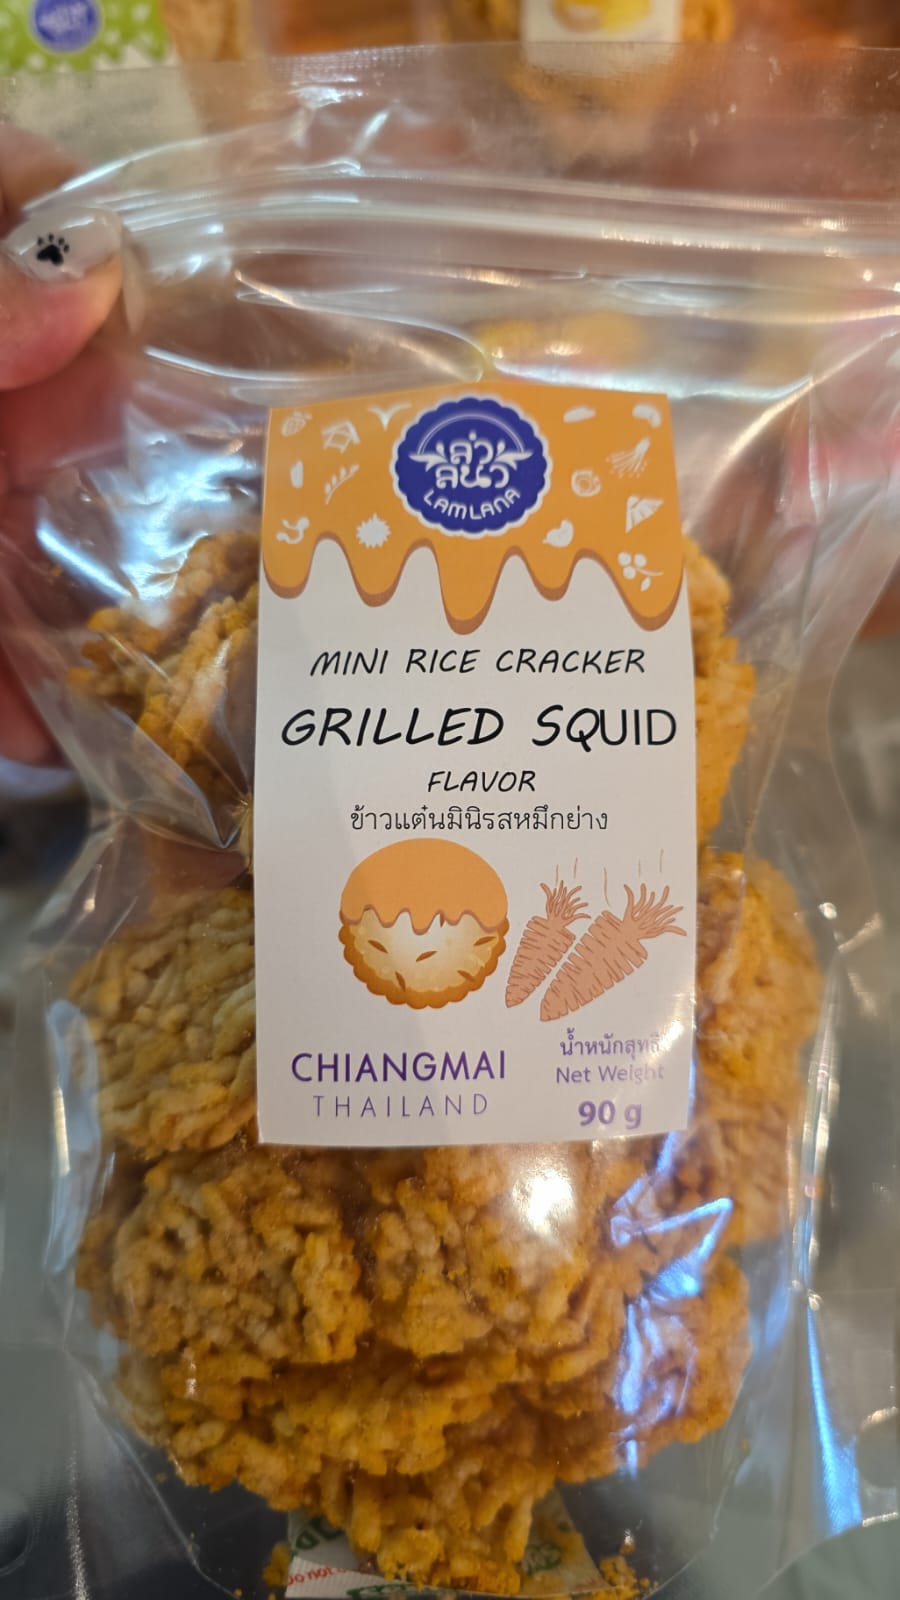 ลำ
ลนา
LAMLANA
MINI RICE CRACKER
GRILLED SQUID
FLAVOR
ข้าวแต๋นมินิรสหมึกย่าง
CHIANGMAI
THAILAND
น้ำหนักสุทธิ
Net Weight
90 g
Do not